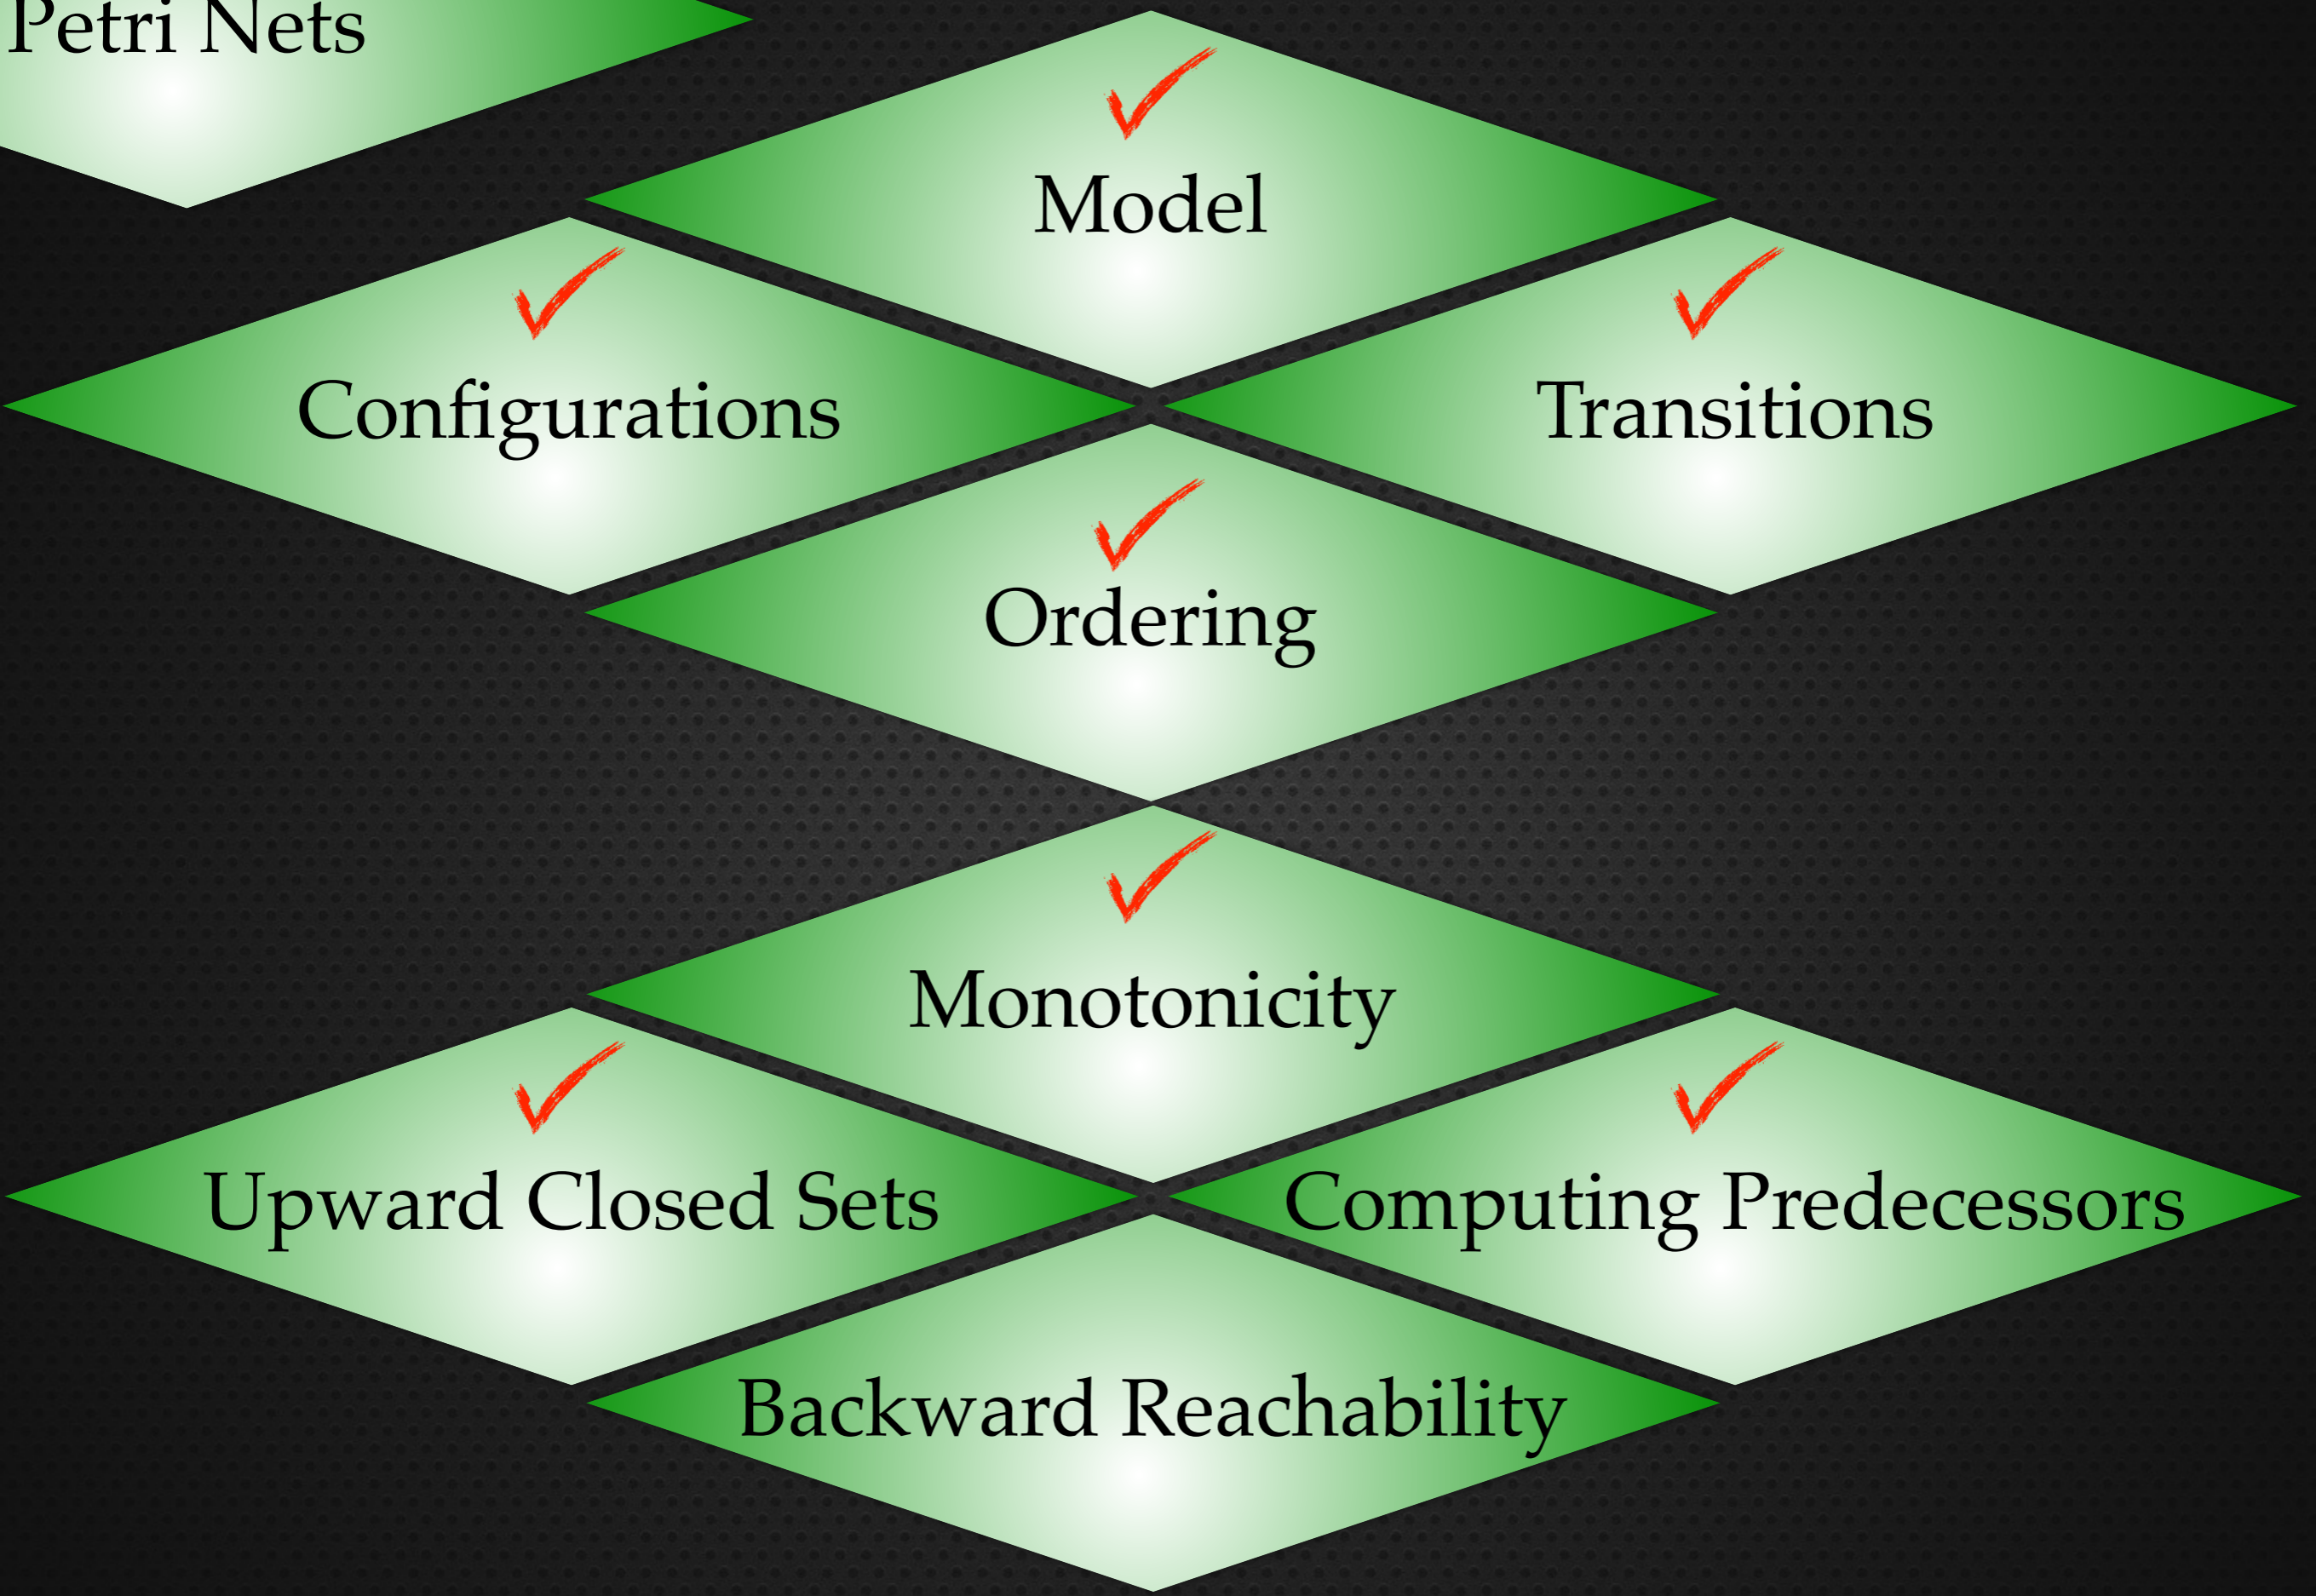 Petri Nets
Model
Configurations
Transitions
Ordering
Monotonicity
Upward Closed Sets
Computing Predecessors
Backward Reachability